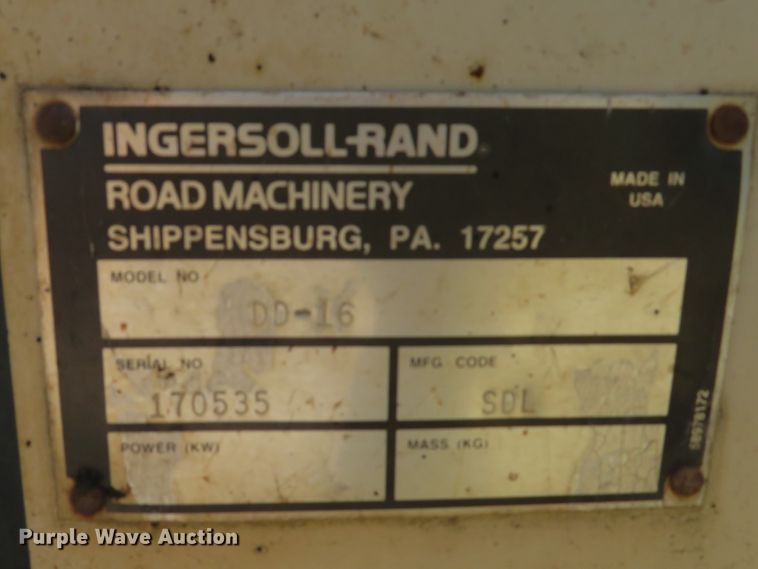 INGERSOLL-RAND
ROAD MACHINERY
MADE IN
USA
SHIPPENSBURG, PA. 17257
MODEL NO
DD-16
SERIAL NO
170535
MFG CODE
SDL
POWER (KW)
MASS (KG)
Purple Wave Auction